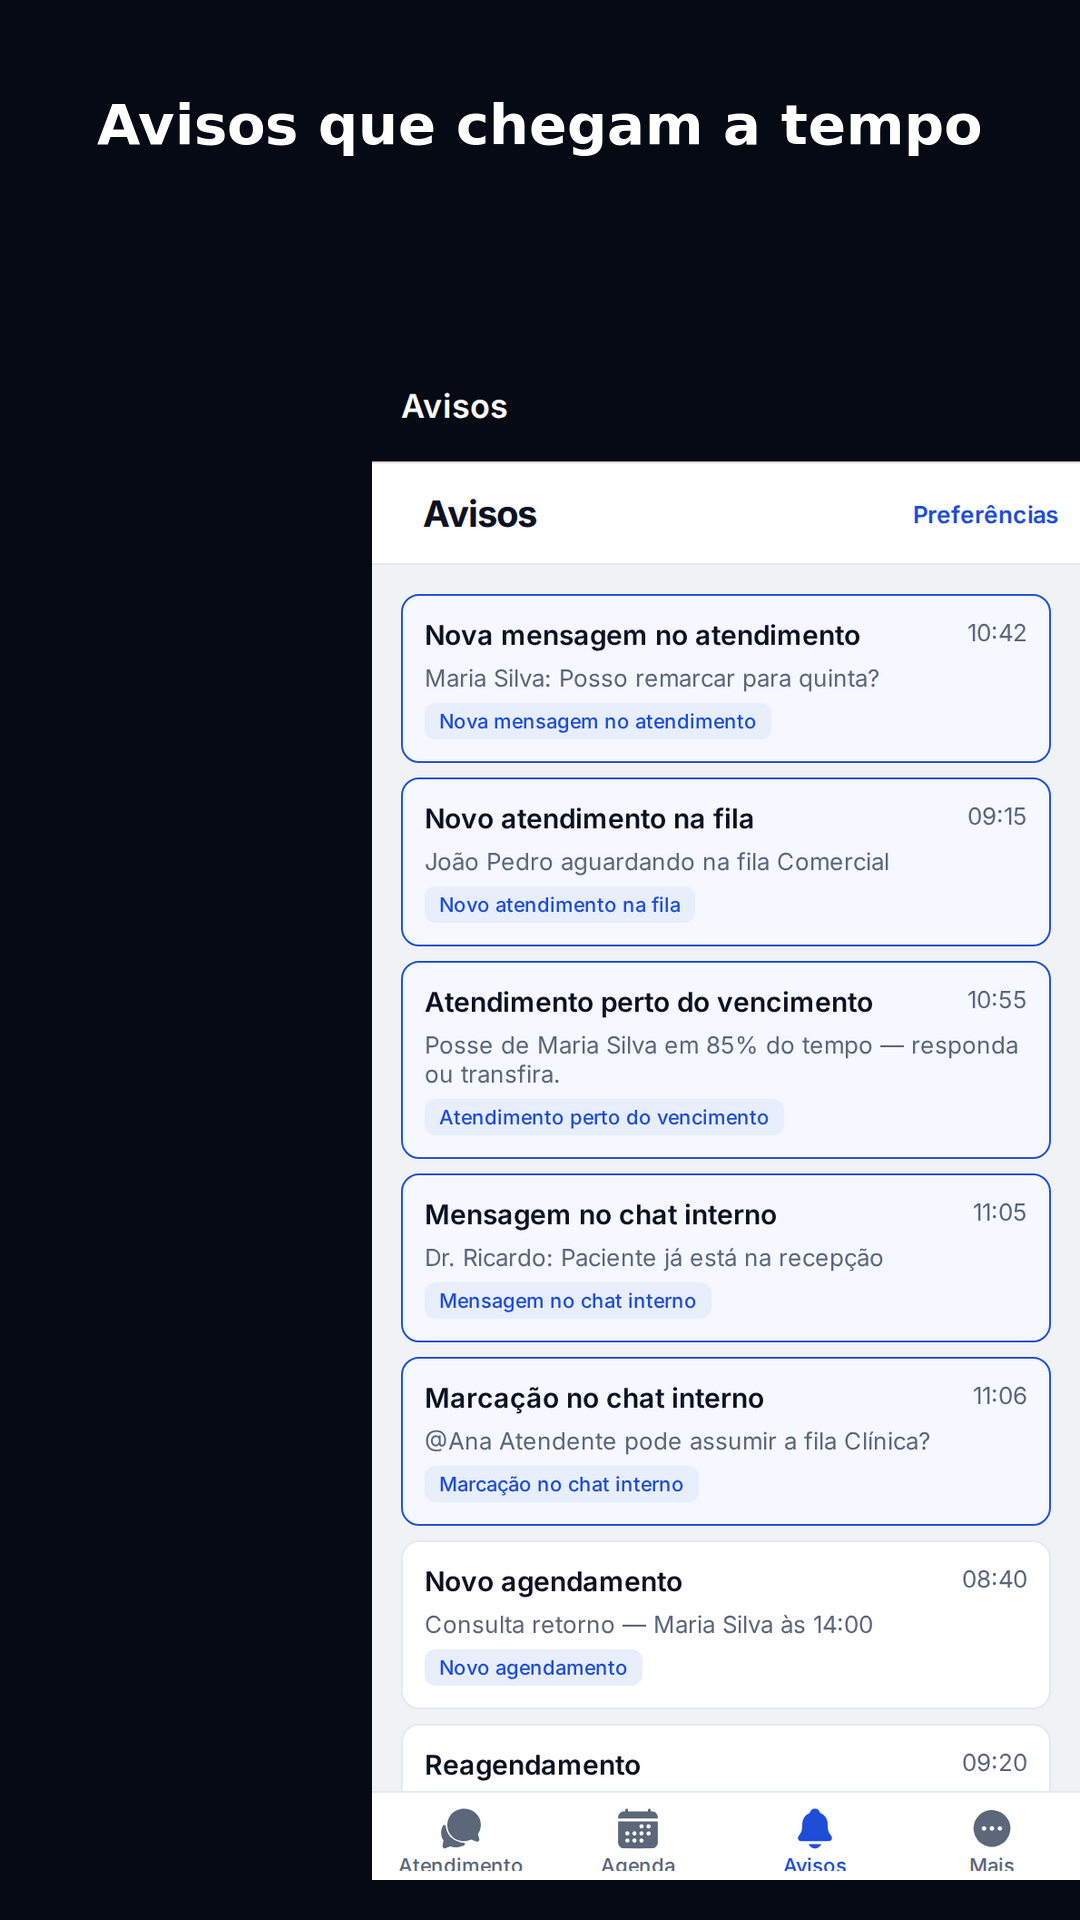 Avisos que chegam a tempo
Avisos
Avisos
Preferências
Nova mensagem no atendimento
10:42
Maria Silva: Posso remarcar para quinta?
Nova mensagem no atendimento
Novo atendimento na fila
09:15
João Pedro aguardando na fila Comercial
Novo atendimento na fila
Atendimento perto do vencimento
10:55
Posse de Maria Silva em 85% do tempo — responda
ou transfira.
Atendimento perto do vencimento
Mensagem no chat interno
11:05
Dr. Ricardo: Paciente já está na recepção
Mensagem no chat interno
Marcação no chat interno
11:06
@Ana Atendente pode assumir a fila Clínica?
Marcação no chat interno
Novo agendamento
08:40
Consulta retorno — Maria Silva às 14:00
Novo agendamento
Reagendamento
09:20
Atendimento
Agenda
Avisos
Mais